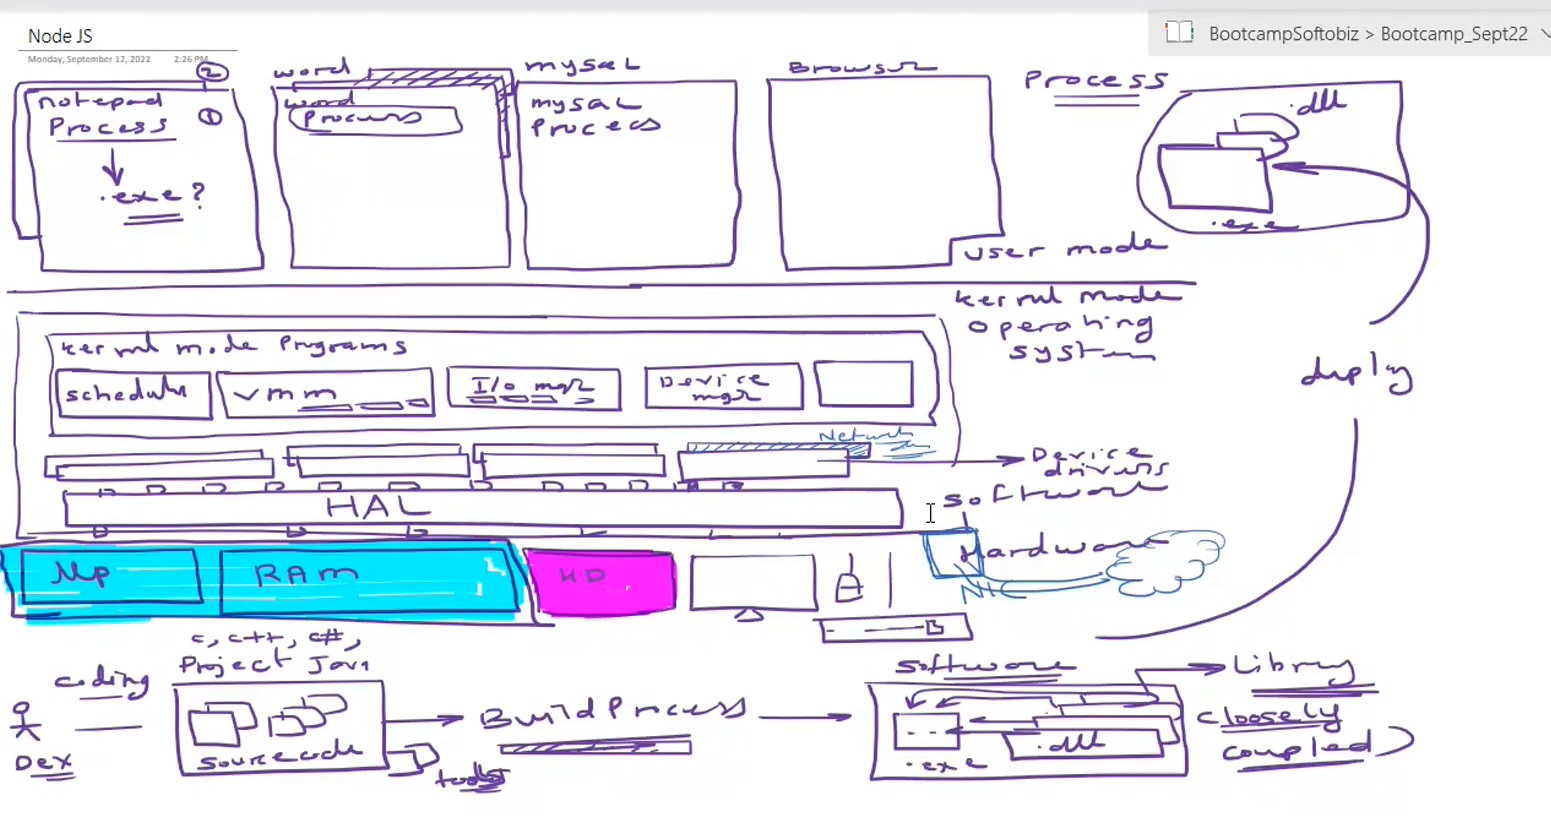 Node JS
BootcampSoftobiz > Bootcamp_Sept22
Monday, September 12, 2022 2:26 PM
2
word
mysql
Browser
Process
notepad
Process
1
.exe?
word
Process
mysql
Process
.dll
.exe
user mode
kernel mode
operating
system
kernel mode Programs
scheduler
vmm
I/o mgr
Device
mgr
deploy
Network
Device
drivers
HAL
software
Hardware
Mp
RAM
HD
NIC
c, c++, c#,
Project Java
coding
Dev
sourcecode
tools
Build Process
software
.dll
.exe
Library
closely
coupled